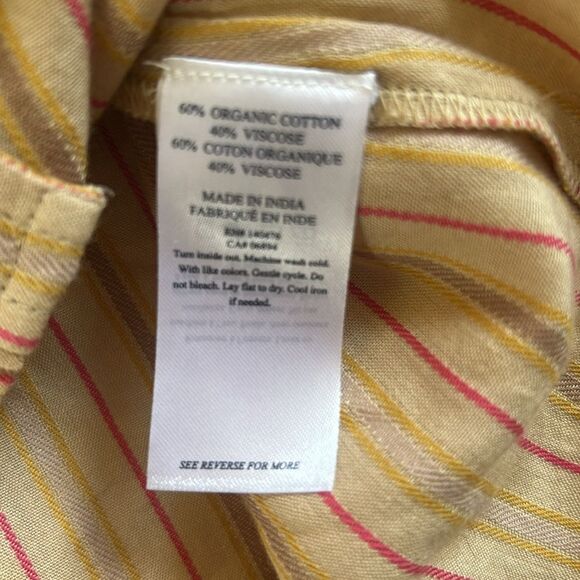 60% ORGANIC COTTON
40% VISCOSE
60% COTON ORGANIQUE
40% VISCOSE
MADE IN INDIA
FABRIQUÉ EN INDE
RN#
CA#
Turn inside out. Machine wash cold.
With like colors. Gentle cycle. Do
not bleach. Lay flat to dry. Cool iron
if needed.
SEE REVERSE FOR MORE